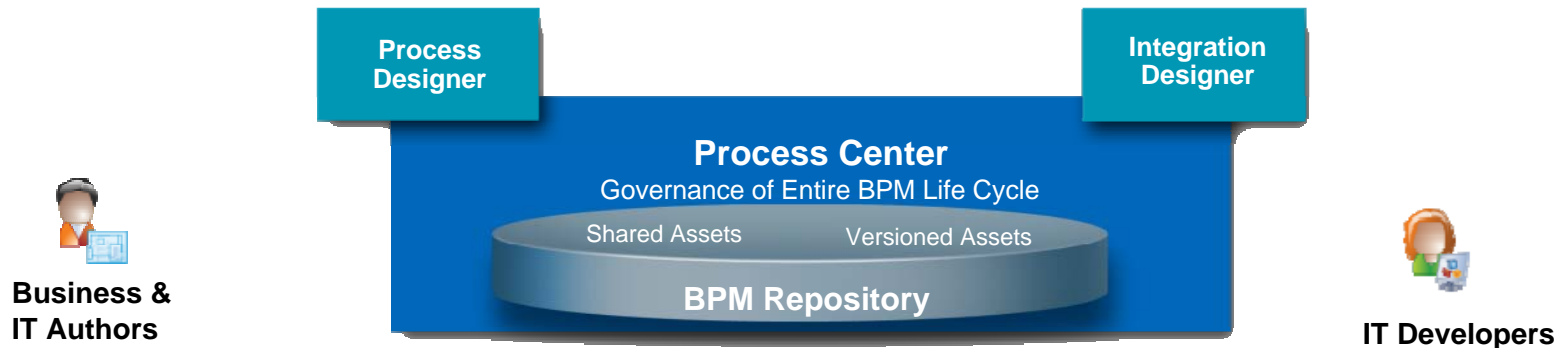 Process
Designer
Integration
Designer
Process Center
Governance of Entire BPM Life Cycle
Shared Assets
Versioned Assets
BPM Repository
Business &
IT Authors
IT Developers